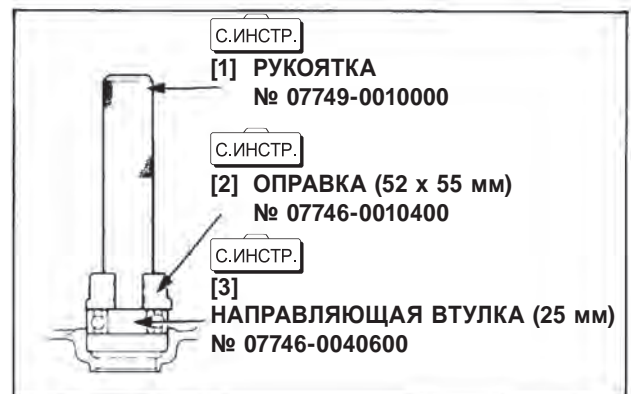 С.ИНСТР.
[1] РУКОЯТКА
№ 07749-0010000
С.ИНСТР.
[2] ОПРАВКА (52 x 55 мм)
№ 07746-0010400
С.ИНСТР.
[3]
НАПРАВЛЯЮЩАЯ ВТУЛКА (25 мм)
№ 07746-0040600